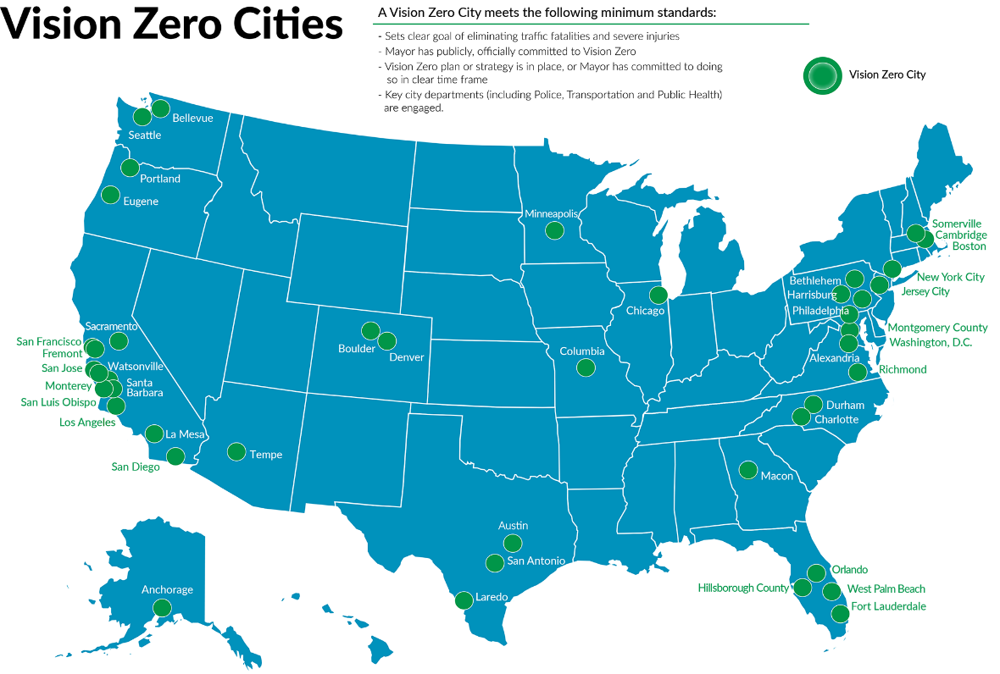 Vision Zero Cities
A Vision Zero City meets the following minimum standards:
- Sets clear goal of eliminating traffic fatalities and severe injuries
- Mayor has publicly, officially committed to Vision Zero
- Vision Zero plan or strategy is in place, or Mayor has committed to doing
so in clear time frame
- Key city departments (including Police, Transportation and Public Health)
are engaged.
Vision Zero City
Bellevue
Seattle
Portland
Eugene
Minneapolis
Somerville
Cambridge
Boston
New York City
Jersey City
Bethlehem
Harrisburg
Philadelphia
Chicago
Montgomery County
Washington, D.C.
Alexandria
Richmond
Sacramento
San Francisco
Fremont
San Jose
Watsonville
Monterey
Santa
Barbara
San Luis Obispo
Los Angeles
La Mesa
San Diego
Boulder
Denver
Columbia
Durham
Charlotte
Tempe
Macon
Austin
San Antonio
Laredo
Orlando
Hillsborough County
West Palm Beach
Fort Lauderdale
Anchorage